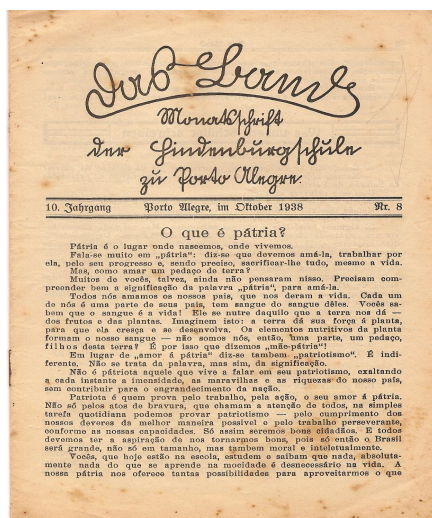 Das Band
Monatsschrift
der Hindenburgschule
zu Porto Alegre.
10. Jahrgang Porto Alegre, im Oktober 1938 Nr. 8
O que é pátria?
Pátria é o lugar onde nascemos, onde vivemos.
Fala-se muito em „pátria“: diz-se que devemos amá-la, trabalhar por
ela, pelo seu progresso e, sendo preciso, sacrificar-lhe tudo, mesmo a vida.
Mas, como amar um pedaço de terra?
Muitos de vocês, talvez, ainda não pensaram nisso. Precisam com-
preender bem a significação da palavra „pátria“, para amá-la.
Todos nós amamos os nossos pais, que nos deram a vida. Cada um
de nós é uma parte de seus pais, tem sangue do sangue dêles. Vocês sa-
bem que o sangue é a vida! Ele se nutre daquilo que a terra nos dá —
dos frutos e das plantas. Imaginem isto: a terra dá sua força á planta,
para que ela cresça e se desenvolva. Os elementos nutritivos da planta
formam o nosso sangue — não somos nós, então, uma parte, um pedaço,
filhos desta terra? É por isso que dizemos „mãe-pátria“!
Em lugar de „amor á pátria“ diz-se tambem „patriotismo“. É indi-
ferente. Não se trata da palavra, mas sim, da significação.
Não é pátriota aquele que vive a falar em seu patriotismo, exaltando
a cada instante a imensidade, as maravilhas e as riquezas do nosso país,
sem contribuir para o engrandecimento da nação.
Patriota é quem prova pelo trabalho, pela ação, o seu amor á pátria.
Não só pelos atos de bravura, que chamam a atenção de todos, na simples
tarefa quotidiana podemos provar patriotismo — pelo cumprimento dos
nossos deveres da melhor maneira possivel e pelo trabalho perseverante,
conforme as nossas capacidades. Só assim seremos bons cidadãos. E todos
devemos ter a aspiração de nos tornarmos bons, pois só então o Brasil
será grande, não só em tamanho, mas tambem moral e inteletualmente.
Vocês, que hoje estão na escola, estudem e saibam que nada, absoluta-
mente nada do que se aprende na mocidade é desnecessário na vida. A
nossa pátria nos oferece tantas possibilidades para aproveitarmos o que